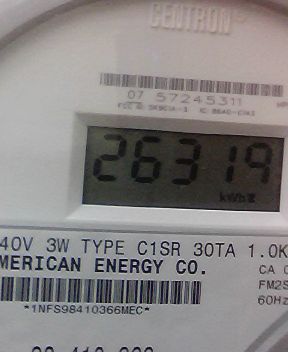 CENTRON
07 57245311
26319
kWh
40V 3W TYPE C1SR 30TA 1.0K
MERICAN ENERGY CO.
CA
FM2S
60Hz
*1NFS98410366MEC*